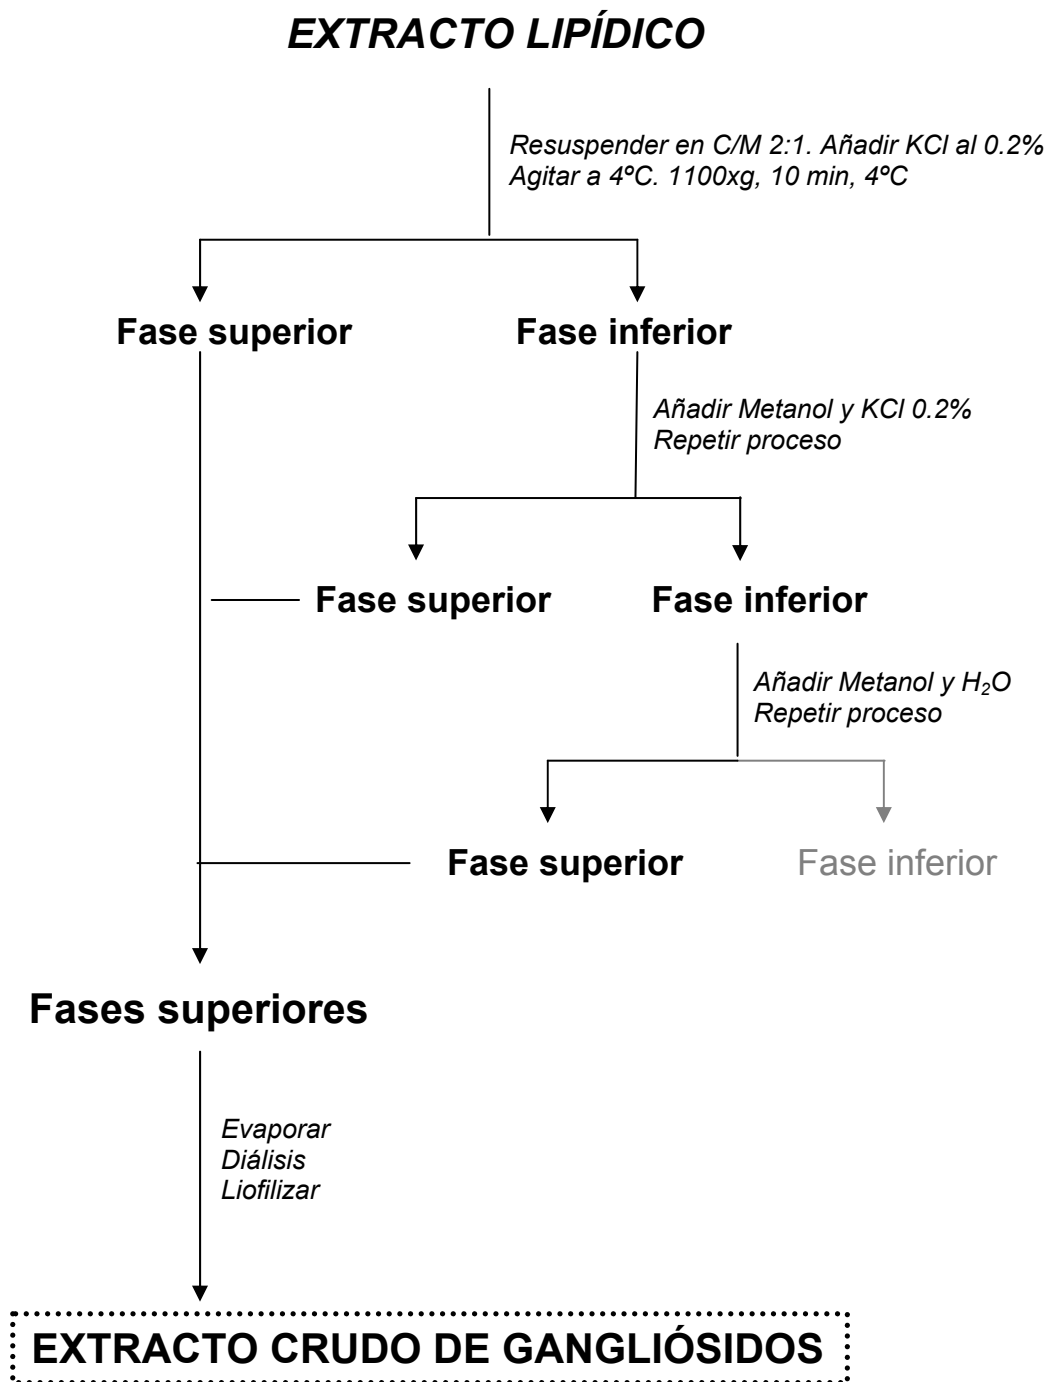 EXTRACTO LIPÍDICO
Resuspender en C/M 2:1. Añadir KCl al 0.2%
Agitar a 4ºC. 1100xg, 10 min, 4ºC
Fase superior
Fase inferior
Añadir Metanol y KCl 0.2%
Repetir proceso
Fase superior
Fase inferior
Añadir Metanol y H₂O
Repetir proceso
Fase superior
Fase inferior
Fases superiores
Evaporar
Diálisis
Liofilizar
EXTRACTO CRUDO DE GANGLIÓSIDOS